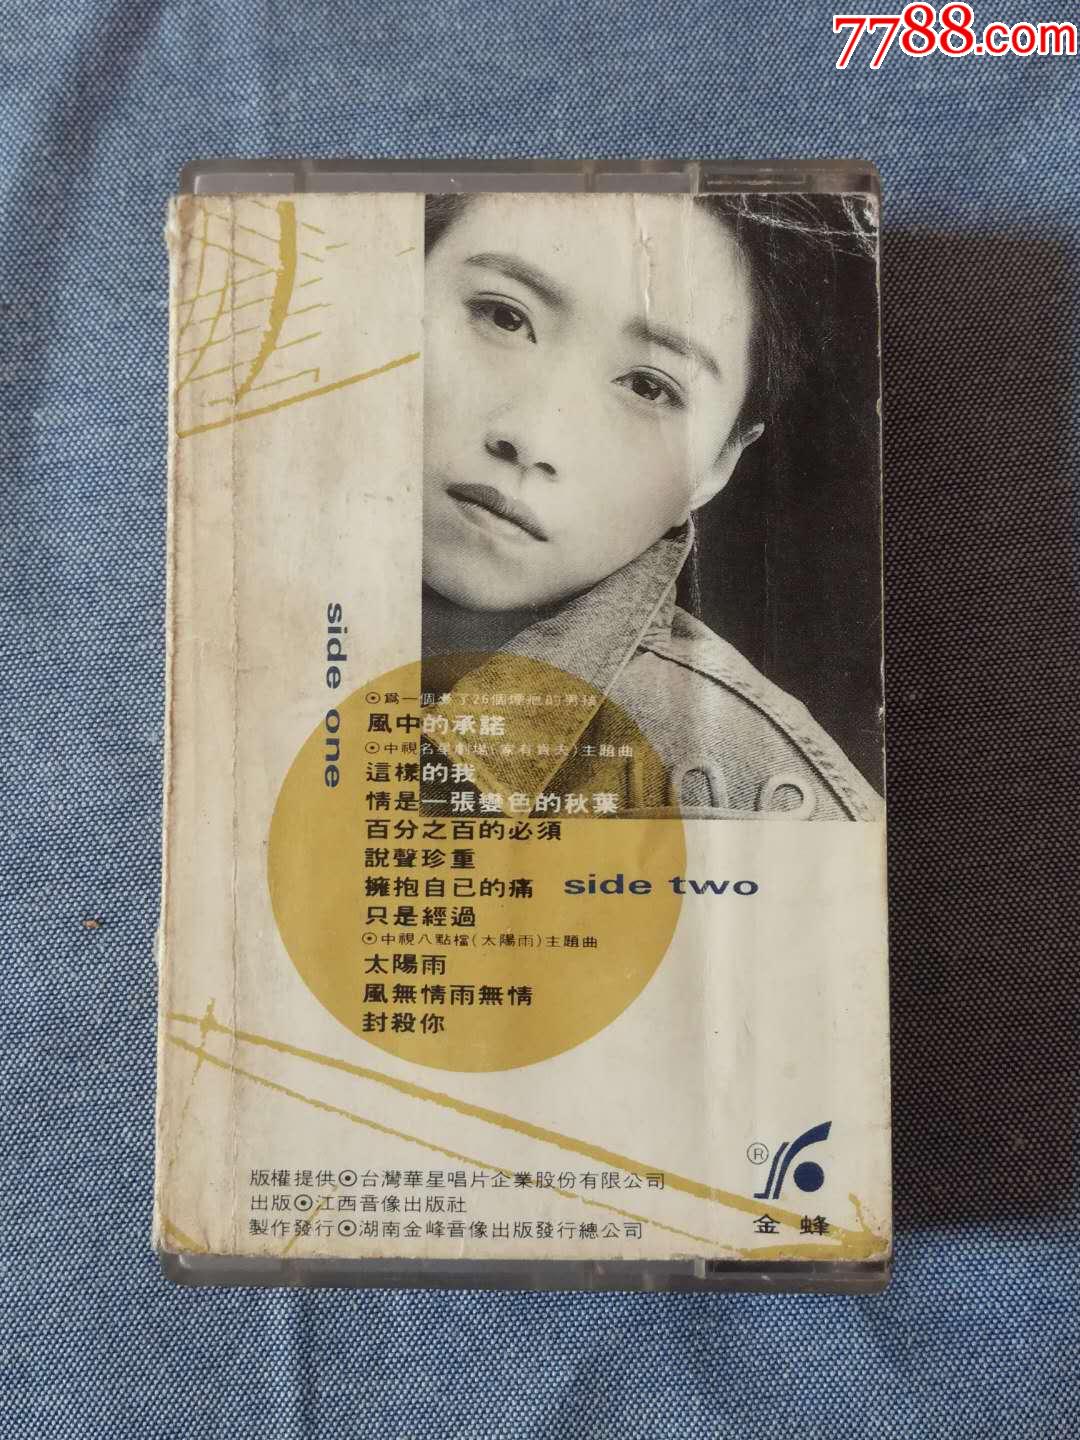 7788.com
side one
⊙爲一個變了26個煙疤的男孩
風中的承諾
⊙中視名星劇場(家有貴夫)主題曲
這樣的我
情是一張變色的秋葉
百分之百的必須
說聲珍重
擁抱自已的痛
side two
只是經過
⊙中視八點檔(太陽雨)主題曲
太陽雨
風無情雨無情
封殺你
版權提供⊙台灣華星唱片企業股份有限公司
出版⊙江西音像出版社
製作發行⊙湖南金峰音像出版發行總公司
®
金蜂